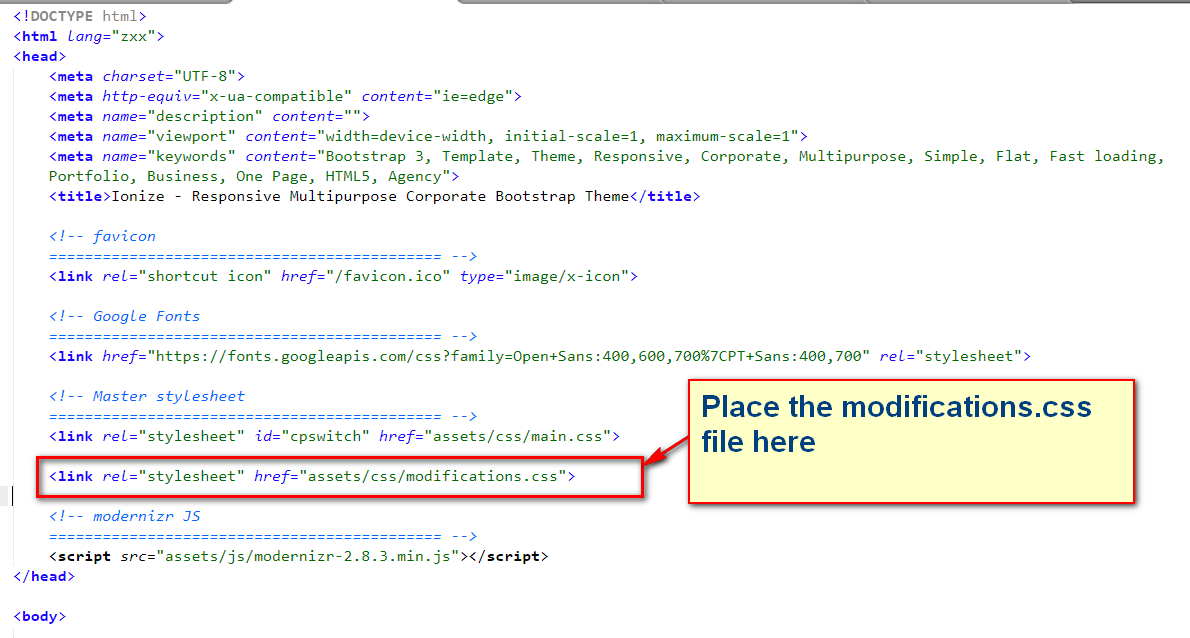 <!DOCTYPE html>
<html lang="zxx">
<head>
<meta charset="UTF-8">
<meta http-equiv="x-ua-compatible" content="ie=edge">
<meta name="description" content="">
<meta name="viewport" content="width=device-width, initial-scale=1, maximum-scale=1">
<meta name="keywords" content="Bootstrap 3, Template, Theme, Responsive, Corporate, Multipurpose, Simple, Flat, Fast loading,
Portfolio, Business, One Page, HTML5, Agency">
<title>Ionize - Responsive Multipurpose Corporate Bootstrap Theme</title>
<!-- favicon
============================================ -->
<link rel="shortcut icon" href="/favicon.ico" type="image/x-icon">
<!-- Google Fonts
============================================ -->
<link href="https://fonts.googleapis.com/css?family=Open+Sans:400,600,700%7CPT+Sans:400,700" rel="stylesheet">
<!-- Master stylesheet
============================================ -->
<link rel="stylesheet" id="cpswitch" href="assets/css/main.css">
<link rel="stylesheet" href="assets/css/modifications.css">
Place the modifications.css
file here
<!-- modernizr JS
============================================ -->
<script src="assets/js/modernizr-2.8.3.min.js"></script>
</head>
<body>